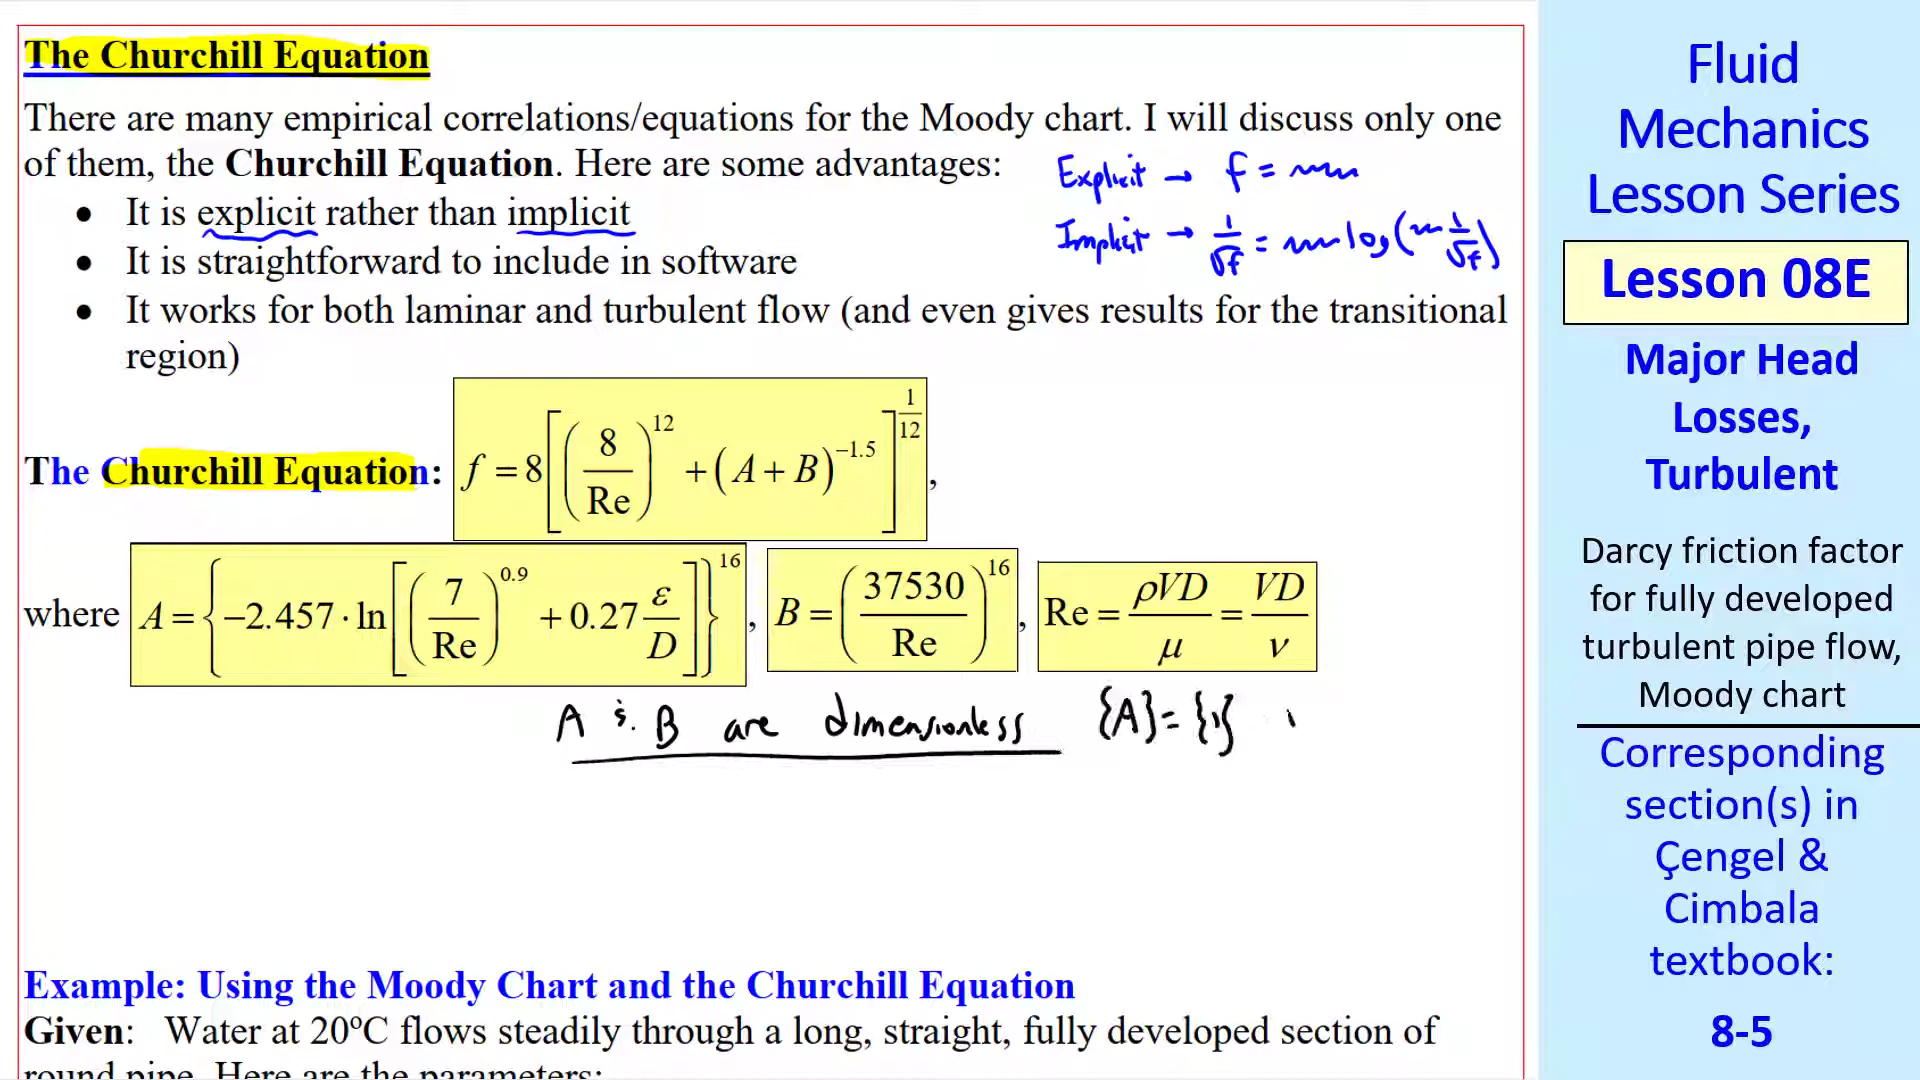 The Churchill Equation
There are many empirical correlations/equations for the Moody chart. I will discuss only one
of them, the Churchill Equation. Here are some advantages:
Explicit → f =
• It is explicit rather than implicit
Implicit → 1/√f = log( 1/√f)
• It is straightforward to include in software
• It works for both laminar and turbulent flow (and even gives results for the transitional
region)
The Churchill Equation: f = 8[(8/Re)^12 + (A + B)^−1.5]^(1/12),
where A = {−2.457 · ln[(7/Re)^0.9 + 0.27 ε/D]}^16, B = (37530/Re)^16, Re = ρVD/μ = VD/ν
A & B are dimensionless {A} = {1}
Example: Using the Moody Chart and the Churchill Equation
Given: Water at 20°C flows steadily through a long, straight, fully developed section of
round pipe. Here are the parameters:
Fluid
Mechanics
Lesson Series
Lesson 08E
Major Head
Losses,
Turbulent
Darcy friction factor
for fully developed
turbulent pipe flow,
Moody chart
Corresponding
section(s) in
Çengel &
Cimbala
textbook:
8-5